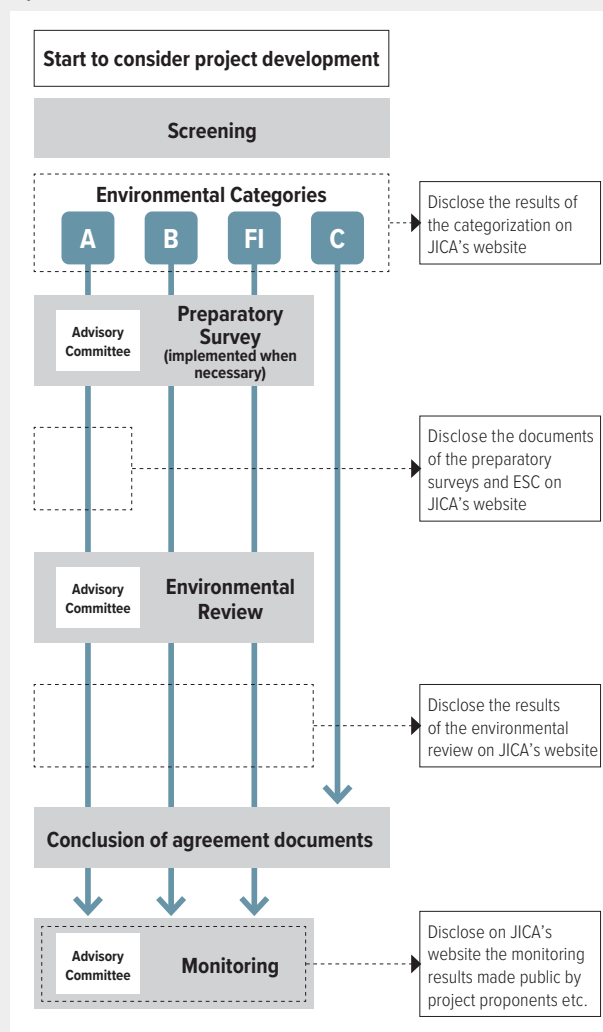 Start to consider project development
Screening
Environmental Categories
A
B
FI
C
Disclose the results of
the categorization on
JICA's website
Advisory
Committee
Preparatory
Survey
(implemented when
necessary)
Disclose the documents
of the preparatory
surveys and ESC on
JICA's website
Advisory
Committee
Environmental
Review
Disclose the results
of the environmental
review on JICA's website
Conclusion of agreement documents
Advisory
Committee
Monitoring
Disclose on JICA's
website the monitoring
results made public by
project proponents etc.